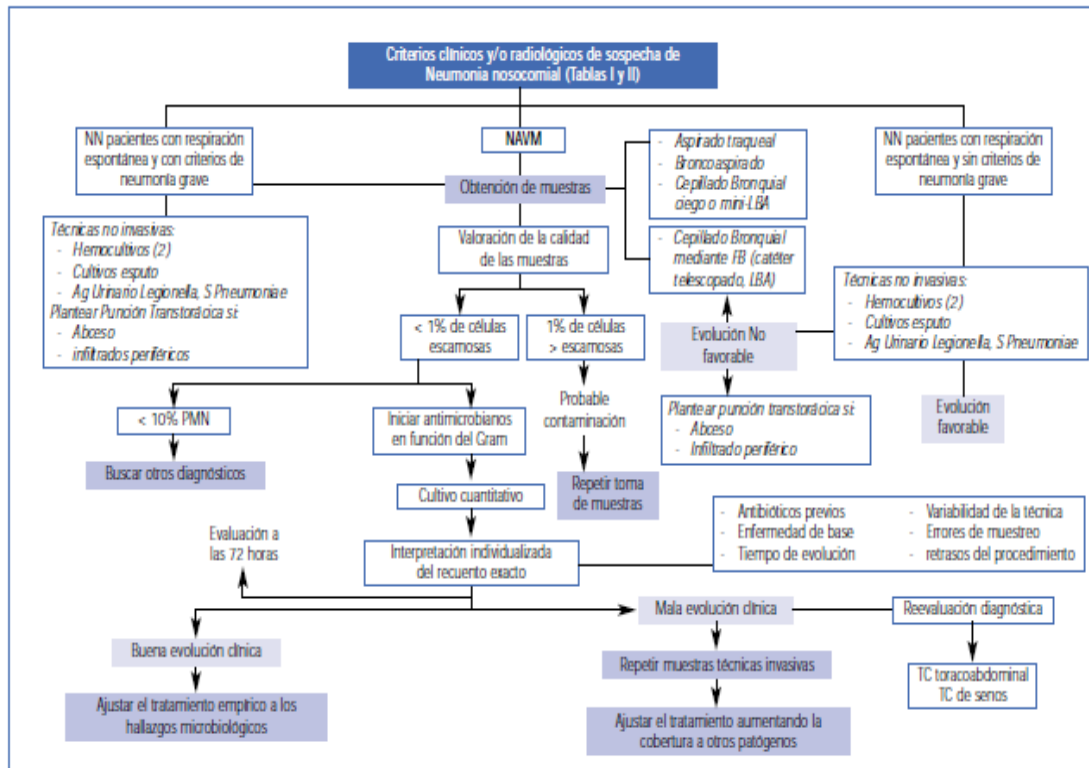 Criterios clínicos y/o radiológicos de sospecha de
Neumonia nosocomial (Tablas I y II)
NN pacientes con respiración
espontánea y con criterios de
neumonía grave
NAVM
- Aspirado traqueal
- Broncoaspirado
- Cepillado Bronquial
ciego o mini-LBA
NN pacientes con respiración
espontánea y sin criterios de
neumonía grave
Obtención de muestras
Técnicas no invasivas:
- Hemocultivos (2)
- Cultivos esputo
- Ag Urinario Legionella, S Pneumoniae
Plantear Punción Transtorácica si:
- Abceso
- infiltrados periféricos
Valoración de la calidad
de las muestras
- Cepillado Bronquial
mediante FB (catéter
telescopado, LBA)
Técnicas no invasivas:
- Hemocultivos (2)
- Cultivos esputo
- Ag Urinario Legionella, S Pneumoniae
< 1% de células
escamosas
1% de células
> escamosas
Evolución No
favorable
< 10% PMN
Iniciar antimicrobianos
en función del Gram
Probable
contaminación
Plantear punción transtorácica si:
- Abceso
- Infiltrado periférico
Evolución
favorable
Buscar otros diagnósticos
Repetir toma
de muestras
Cultivo cuantitativo
Evaluación a
las 72 horas
Interpretación individualizada
del recuento exacto
- Antibióticos previos
- Enfermedad de base
- Tiempo de evolución
- Variabilidad de la técnica
- Errores de muestreo
- retrasos del procedimiento
Buena evolución clínica
Mala evolución clínica
Reevaluación diagnóstica
Ajustar el tratamiento empírico a los
hallazgos microbiológicos
Repetir muestras técnicas invasivas
TC toracoabdominal
TC de senos
Ajustar el tratamiento aumentando la
cobertura a otros patógenos